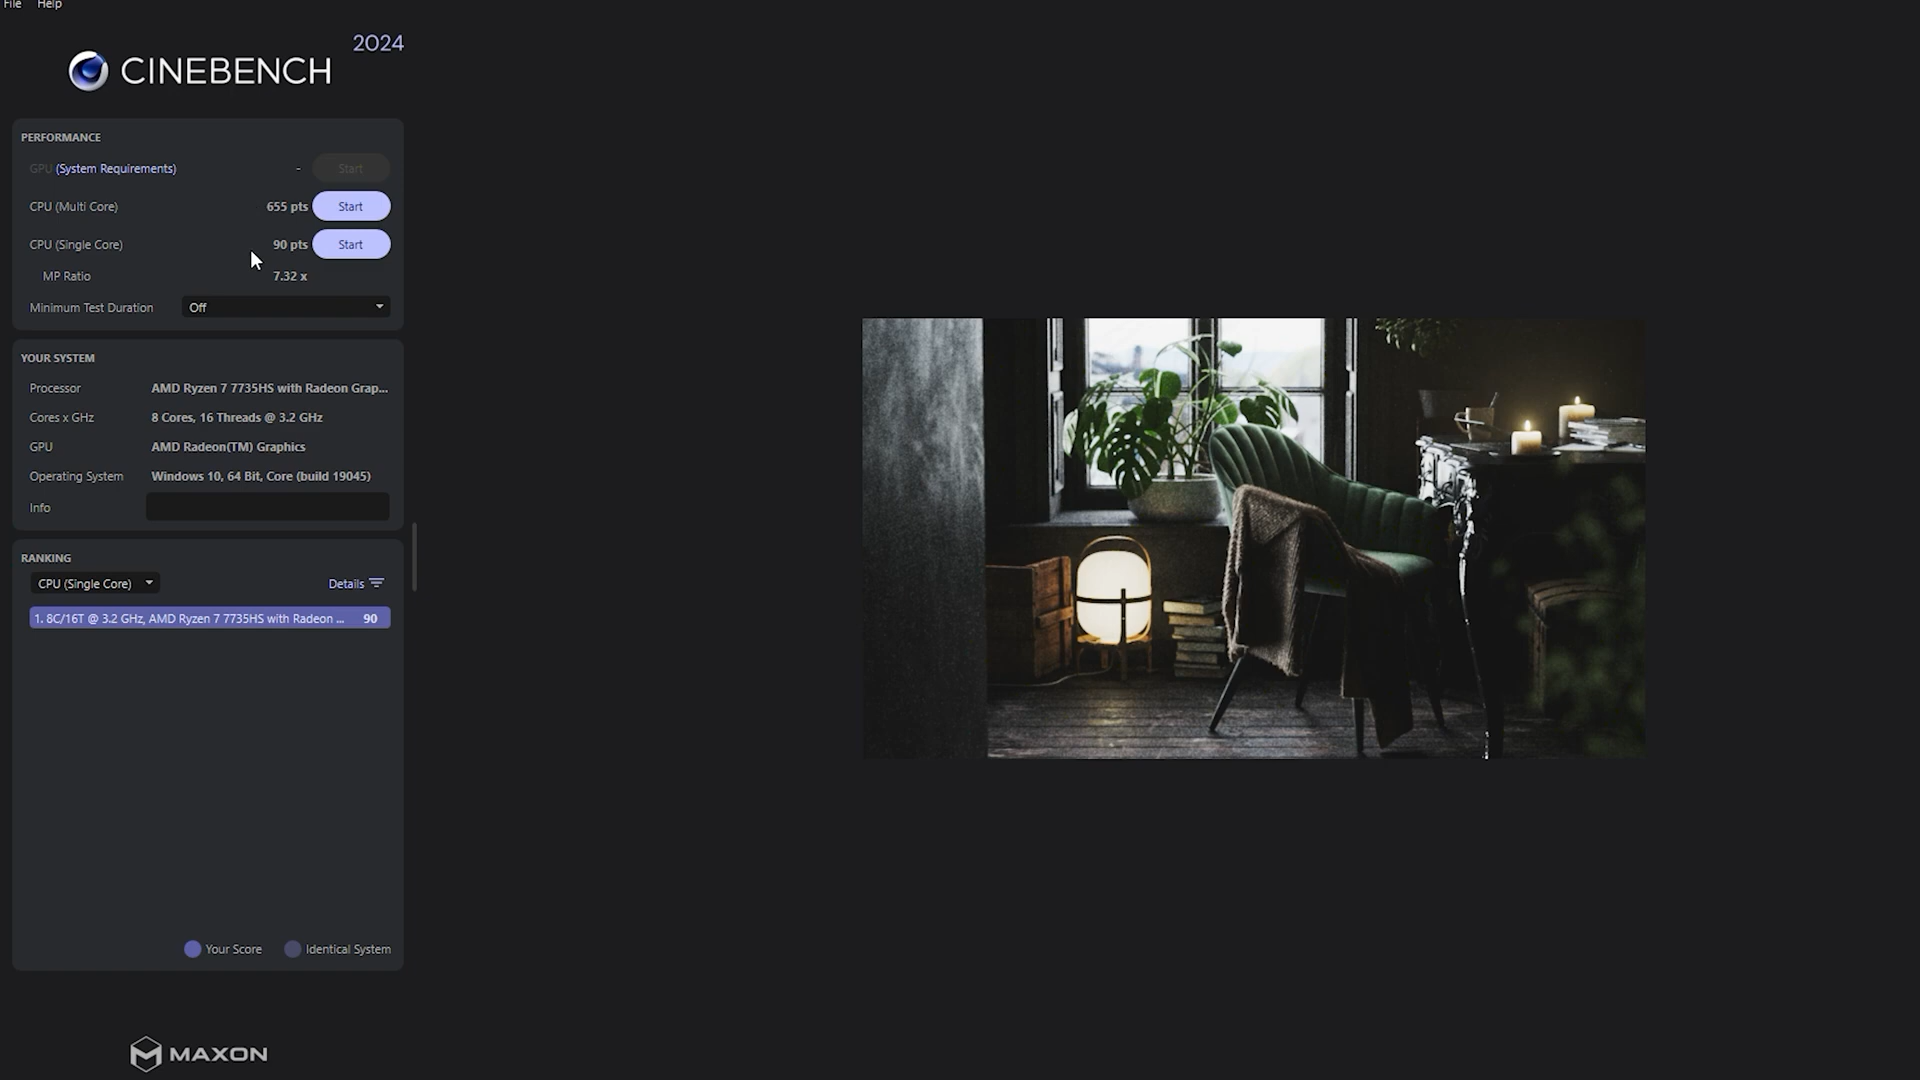 File Help
2024
CINEBENCH
PERFORMANCE
GPU (System Requirements) - Start
CPU (Multi Core) 655 pts Start
CPU (Single Core) 90 pts Start
MP Ratio 7.32 x
Minimum Test Duration Off
YOUR SYSTEM
Processor AMD Ryzen 7 7735HS with Radeon Grap...
Cores x GHz 8 Cores, 16 Threads @ 3.2 GHz
GPU AMD Radeon(TM) Graphics
Operating System Windows 10, 64 Bit, Core (build 19045)
Info
RANKING
CPU (Single Core) Details
1. 8C/16T @ 3.2 GHz, AMD Ryzen 7 7735HS with Radeon ... 90
Your Score Identical System
MAXON